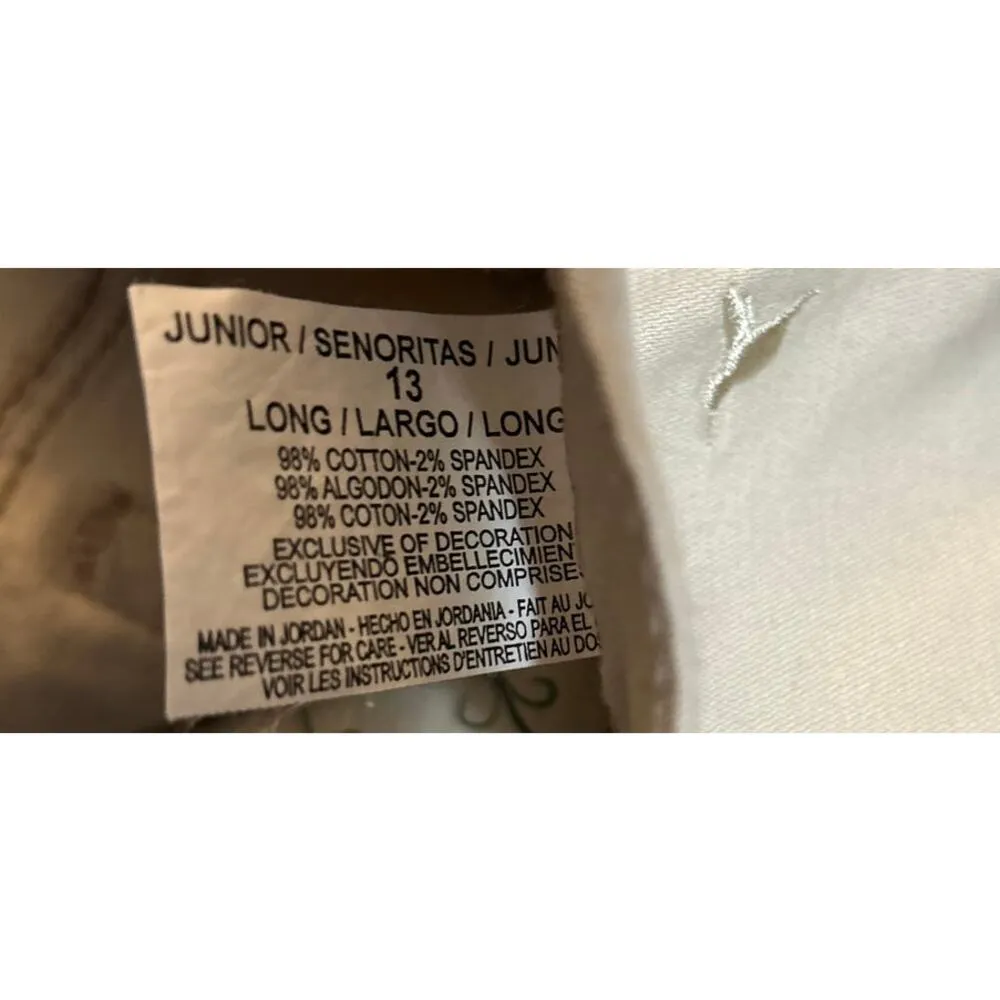 JUNIOR / SENORITAS / JUN
13
LONG / LARGO / LONG
98% COTTON-2% SPANDEX
98% ALGODON-2% SPANDEX
98% COTON-2% SPANDEX
EXCLUSIVE OF DECORATION
EXCLUYENDO EMBELLECIMIEN
DECORATION NON COMPRISE
MADE IN JORDAN - HECHO EN JORDANIA - FAIT AU JO
SEE REVERSE FOR CARE - VER AL REVERSO PARA EL
VOIR LES INSTRUCTIONS D'ENTRETIEN AU DOS